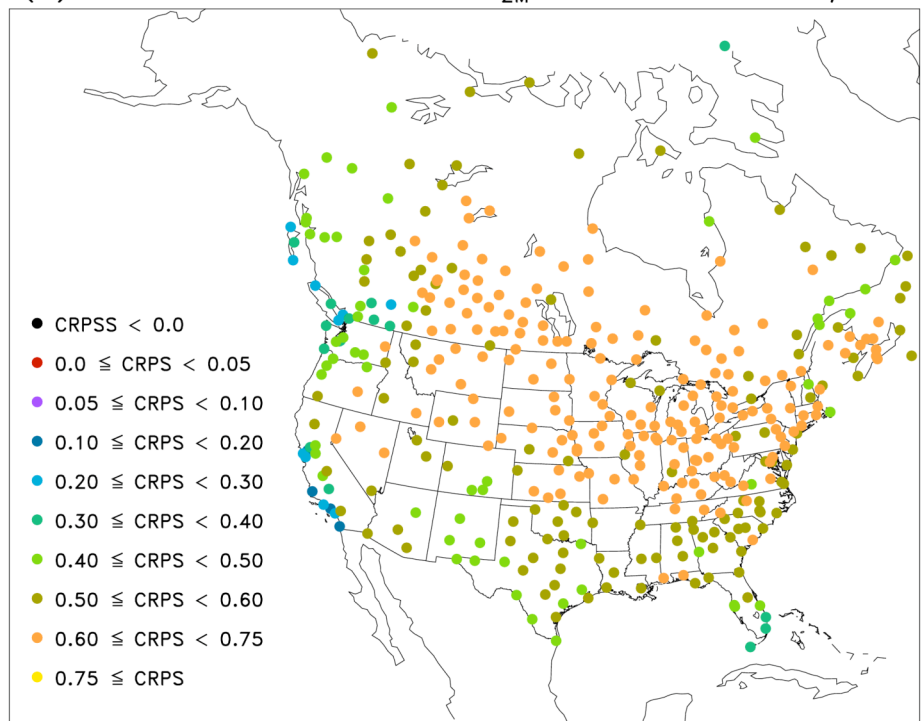 2M
CRPSS < 0.0
0.0 ≦ CRPS < 0.05
0.05 ≦ CRPS < 0.10
0.10 ≦ CRPS < 0.20
0.20 ≦ CRPS < 0.30
0.30 ≦ CRPS < 0.40
0.40 ≦ CRPS < 0.50
0.50 ≦ CRPS < 0.60
0.60 ≦ CRPS < 0.75
0.75 ≦ CRPS